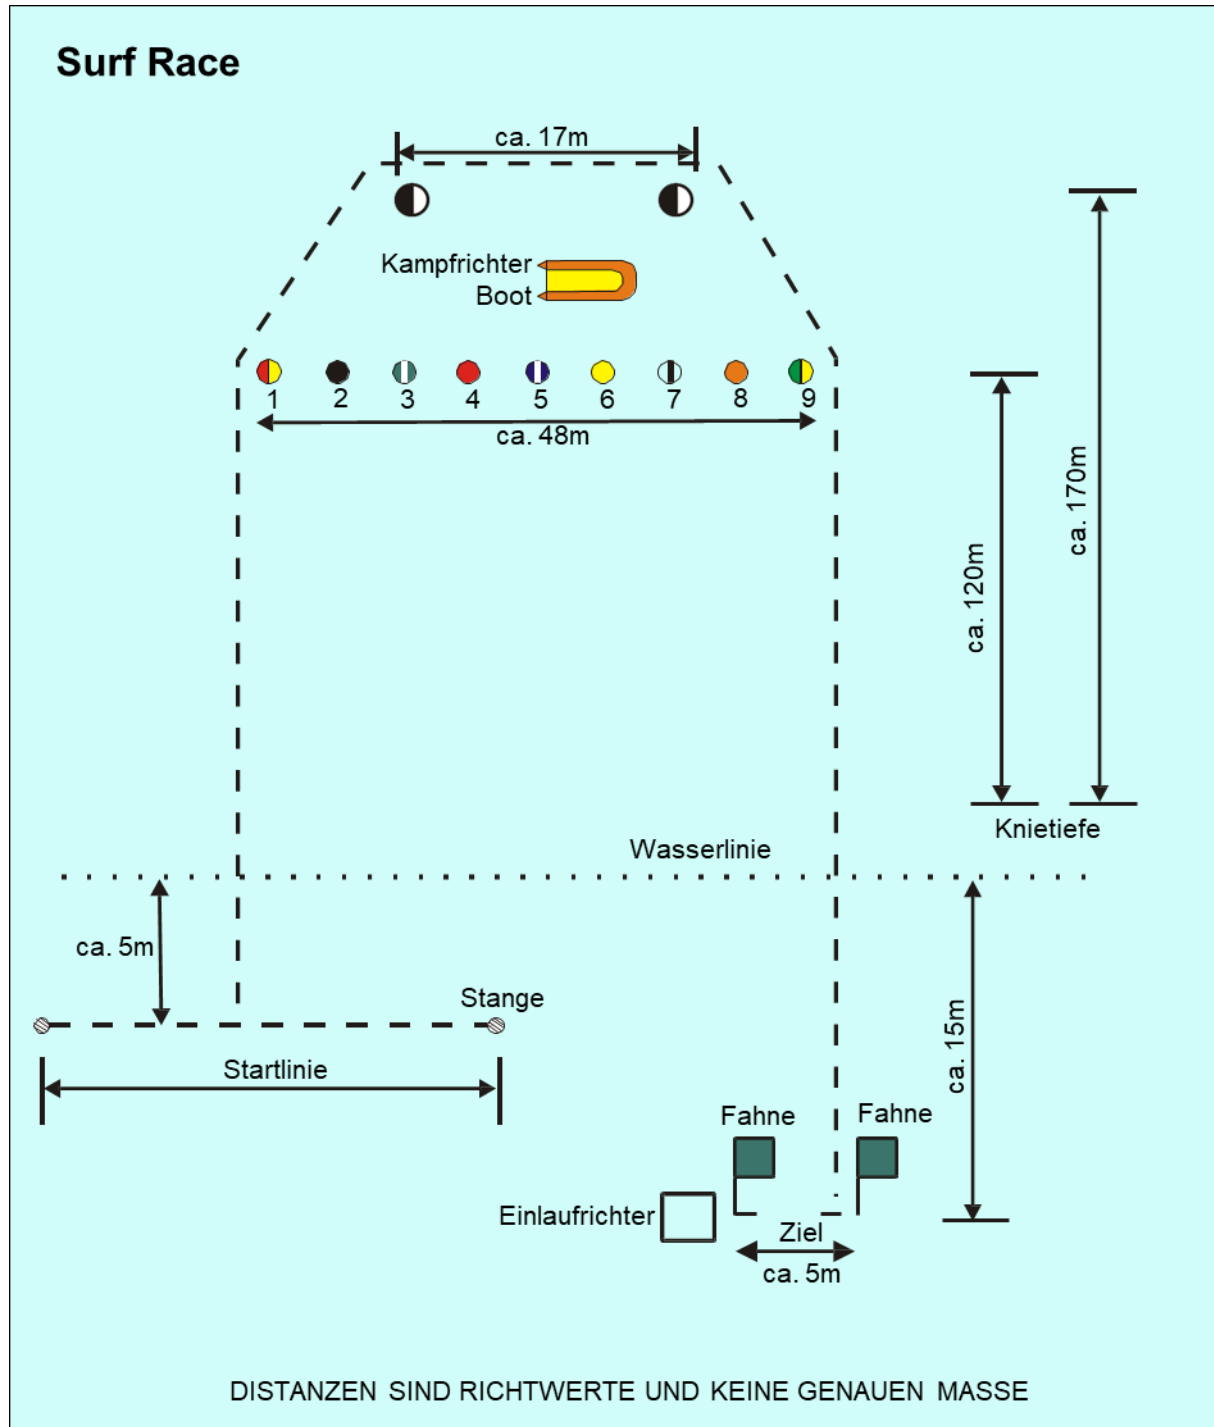 Surf Race
ca. 17m
Kampfrichter
Boot
1 2 3 4 5 6 7 8 9
ca. 48m
ca. 120m
ca. 170m
Knietiefe
Wasserlinie
ca. 5m
Stange
Startlinie
ca. 15m
Fahne
Fahne
Einlaufrichter
Ziel
ca. 5m
DISTANZEN SIND RICHTWERTE UND KEINE GENAUEN MASSE